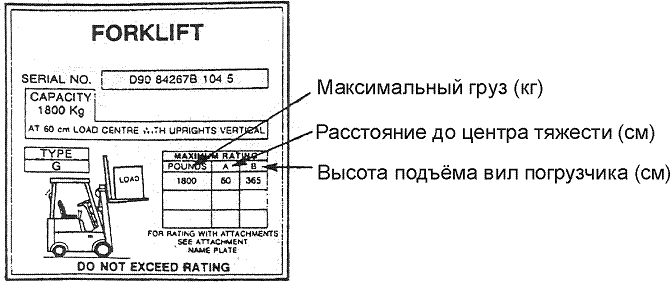 FORKLIFT
SERIAL NO. D90 84267B 104 5
CAPACITY
1800 Kg
AT 60 cm LOAD CENTRE WITH UPRIGHTS VERTICAL
TYPE
G
LOAD
MAXIMUM RATING
POUNDS A B
1800 60 365
FOR RATING WITH ATTACHMENTS
SEE ATTACHMENT
NAME PLATE
DO NOT EXCEED RATING
Максимальный груз (кг)
Расстояние до центра тяжести (см)
Высота подъёма вил погрузчика (см)